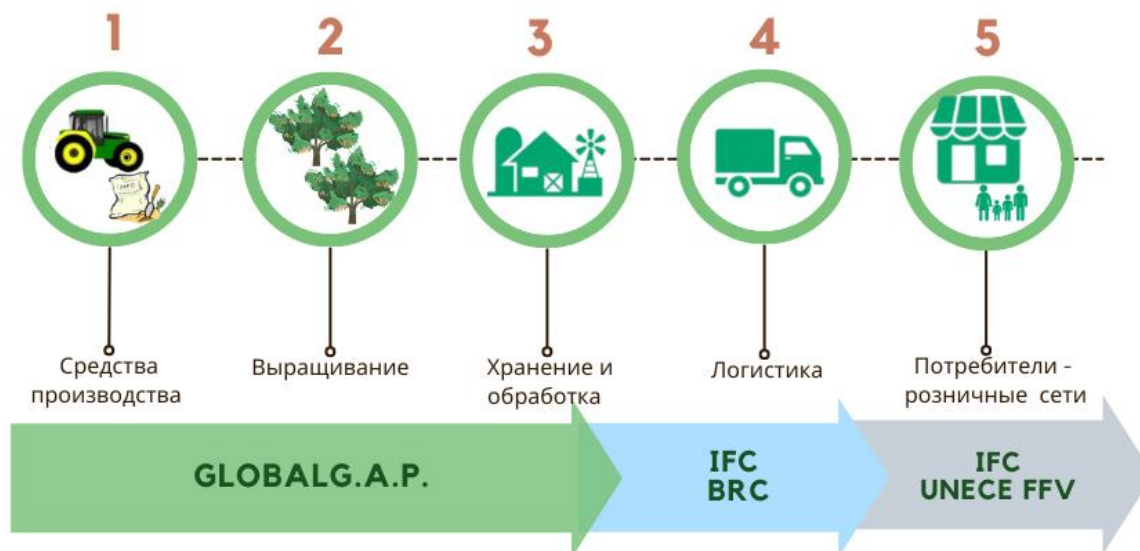 1
2
3
4
5
Средства
производства
Выращивание
Хранение и
обработка
Логистика
Потребители -
розничные сети
GLOBALG.A.P.
IFC
BRC
IFC
UNECE FFV